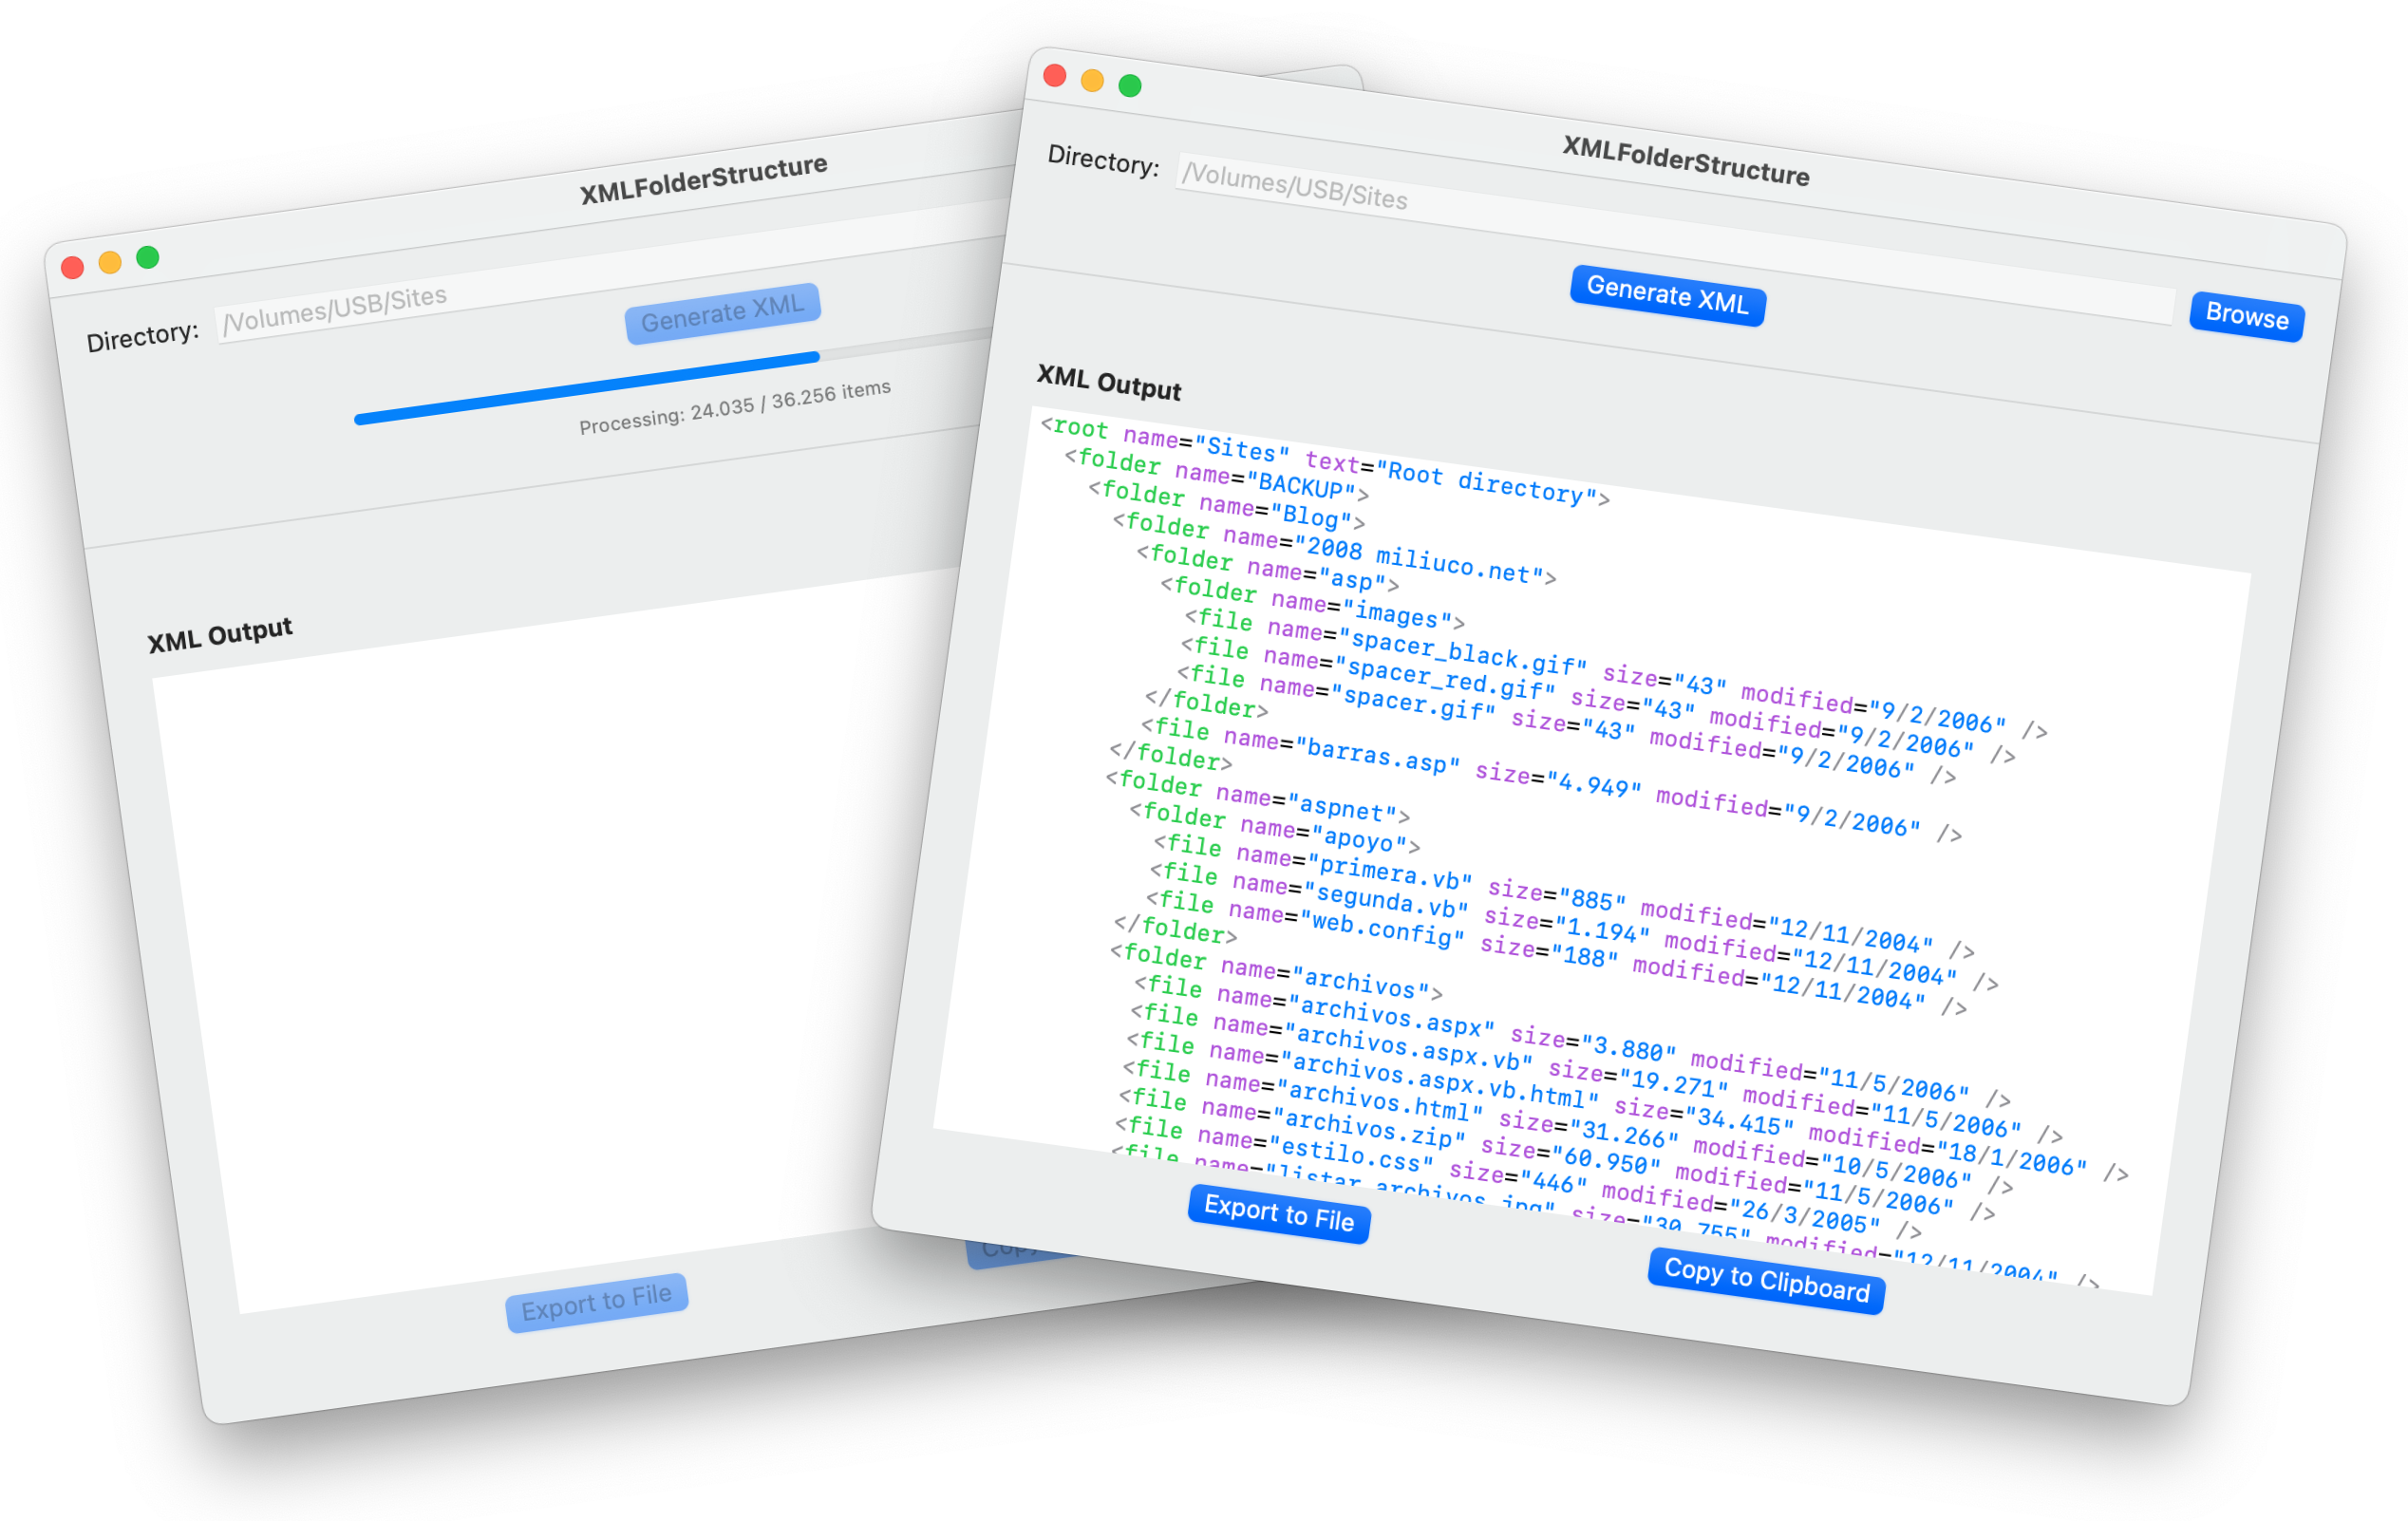 XMLFolderStructure
Directory: /Volumes/USB/Sites
Generate XML
Processing: 24.035 / 36.256 items
XML Output
Export to File
Copy
XMLFolderStructure
Directory: /Volumes/USB/Sites
Browse
Generate XML
XML Output
<root name="Sites" text="Root directory">
<folder name="BACKUP">
<folder name="Blog">
<folder name="2008 miliuco.net">
<folder name="asp">
<folder name="images">
<file name="spacer_black.gif" size="43" modified="9/2/2006" />
<file name="spacer_red.gif" size="43" modified="9/2/2006" />
<file name="spacer.gif" size="43" modified="9/2/2006" />
</folder>
<file name="barras.asp" size="4.949" modified="9/2/2006" />
</folder>
<folder name="aspnet">
<folder name="apoyo">
<file name="primera.vb" size="885" modified="12/11/2004" />
<file name="segunda.vb" size="1.194" modified="12/11/2004" />
<file name="web.config" size="188" modified="12/11/2004" />
</folder>
<folder name="archivos">
<file name="archivos.aspx" size="3.880" modified="11/5/2006" />
<file name="archivos.aspx.vb" size="19.271" modified="11/5/2006" />
<file name="archivos.aspx.vb.html" size="34.415" modified="18/1/2006" />
<file name="archivos.html" size="31.266" modified="10/5/2006" />
<file name="archivos.zip" size="60.950" modified="11/5/2006" />
<file name="estilo.css" size="446" modified="26/3/2005" />
<file name="listar_archivos.jpg" size="30.755" modified="12/11/2004" />
Export to File
Copy to Clipboard